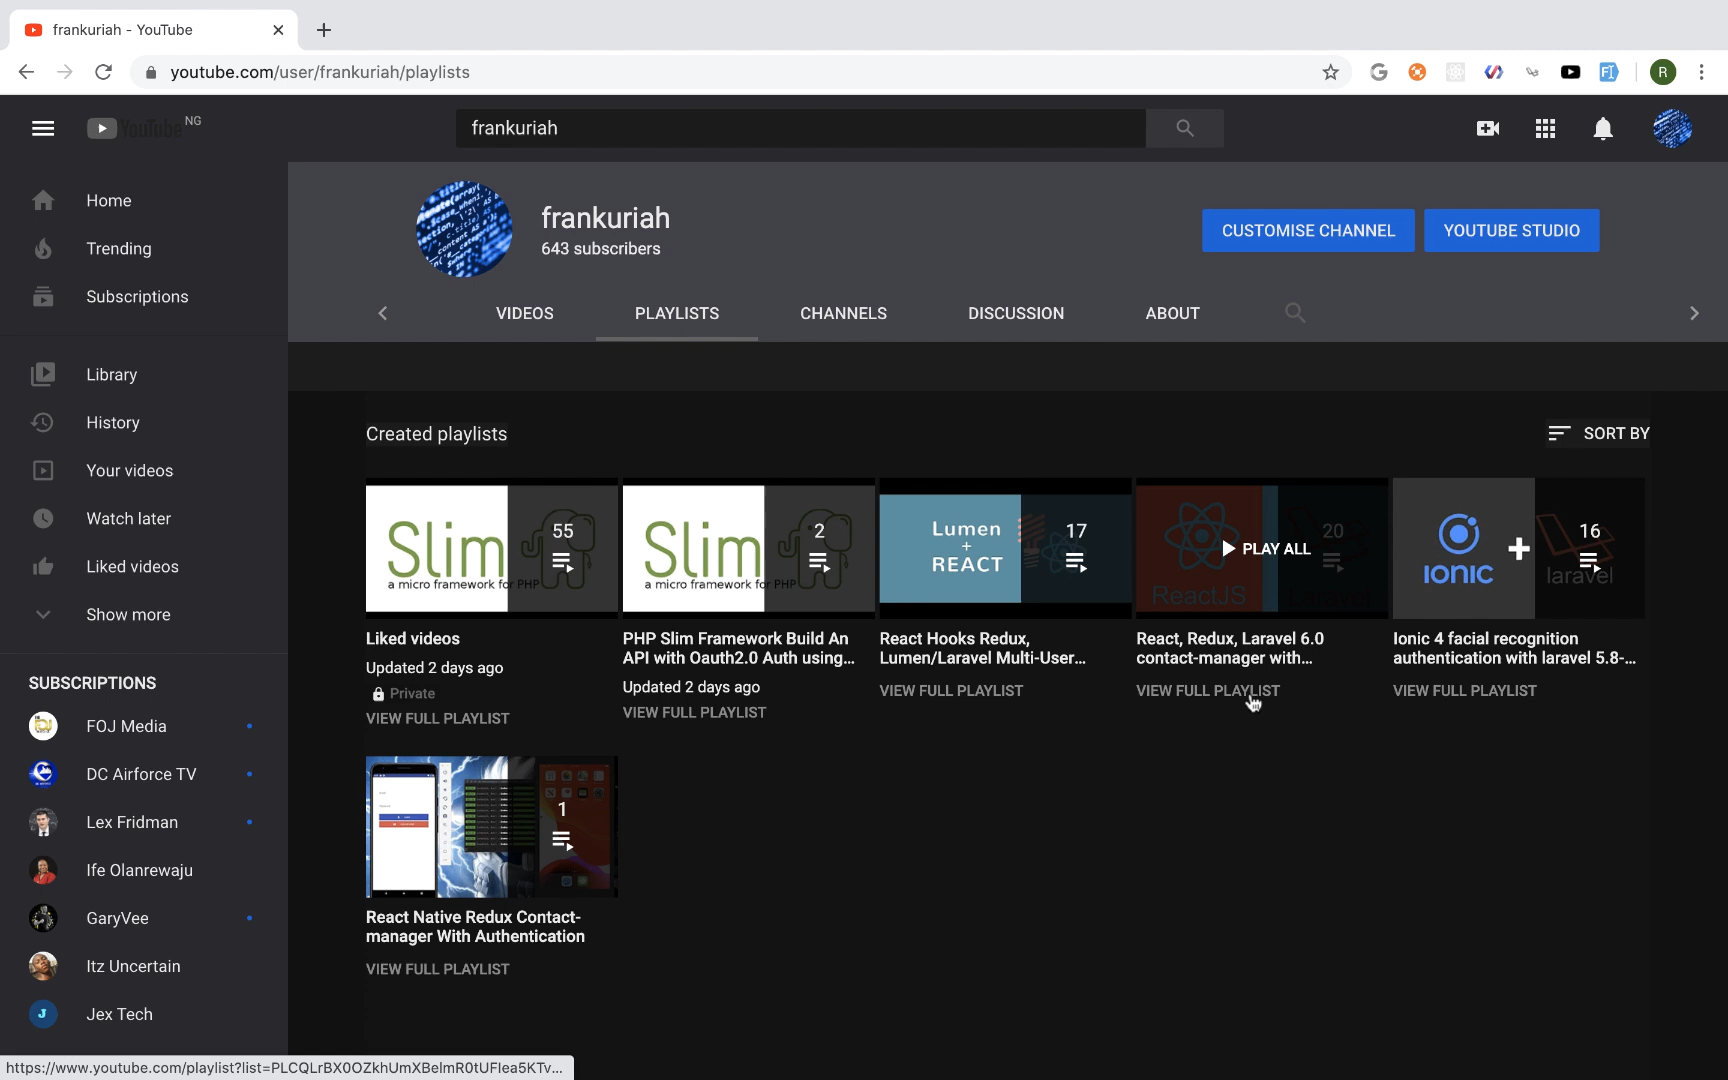 frankuriah - YouTube
youtube.com/user/frankuriah/playlists
R
YouTube NG
frankuriah
Home
Trending
Subscriptions
Library
History
Your videos
Watch later
Liked videos
Show more
SUBSCRIPTIONS
FOJ Media
DC Airforce TV
Lex Fridman
Ife Olanrewaju
GaryVee
Itz Uncertain
J Jex Tech
frankuriah
643 subscribers
CUSTOMISE CHANNEL
YOUTUBE STUDIO
VIDEOS
PLAYLISTS
CHANNELS
DISCUSSION
ABOUT
Created playlists
SORT BY
Slim
a micro framework for PHP
55
Liked videos
Updated 2 days ago
Private
VIEW FULL PLAYLIST
Slim
a micro framework for PHP
2
PHP Slim Framework Build An
API with Oauth2.0 Auth using...
Updated 2 days ago
VIEW FULL PLAYLIST
Lumen
+
REACT
17
React Hooks Redux,
Lumen/Laravel Multi-User...
VIEW FULL PLAYLIST
20
PLAY ALL
ReactJS
Laravel
React, Redux, Laravel 6.0
contact-manager with...
VIEW FULL PLAYLIST
IONIC
laravel
16
Ionic 4 facial recognition
authentication with laravel 5.8-...
VIEW FULL PLAYLIST
1
React Native Redux Contact-
manager With Authentication
VIEW FULL PLAYLIST
https://www.youtube.com/playlist?list=PLCQLrBX0OZkhUmXBelmR0tUFlea5KTv...